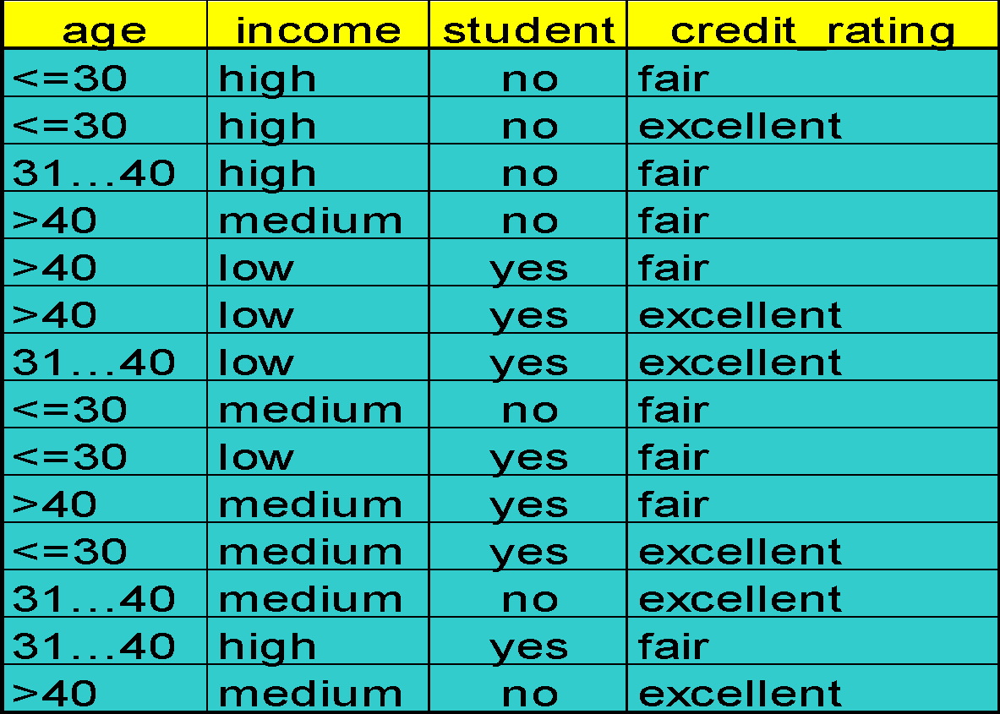 age income student credit_rating
<=30 high no fair
<=30 high no excellent
31…40 high no fair
>40 medium no fair
>40 low yes fair
>40 low yes excellent
31…40 low yes excellent
<=30 medium no fair
<=30 low yes fair
>40 medium yes fair
<=30 medium yes excellent
31…40 medium no excellent
31…40 high yes fair
>40 medium no excellent